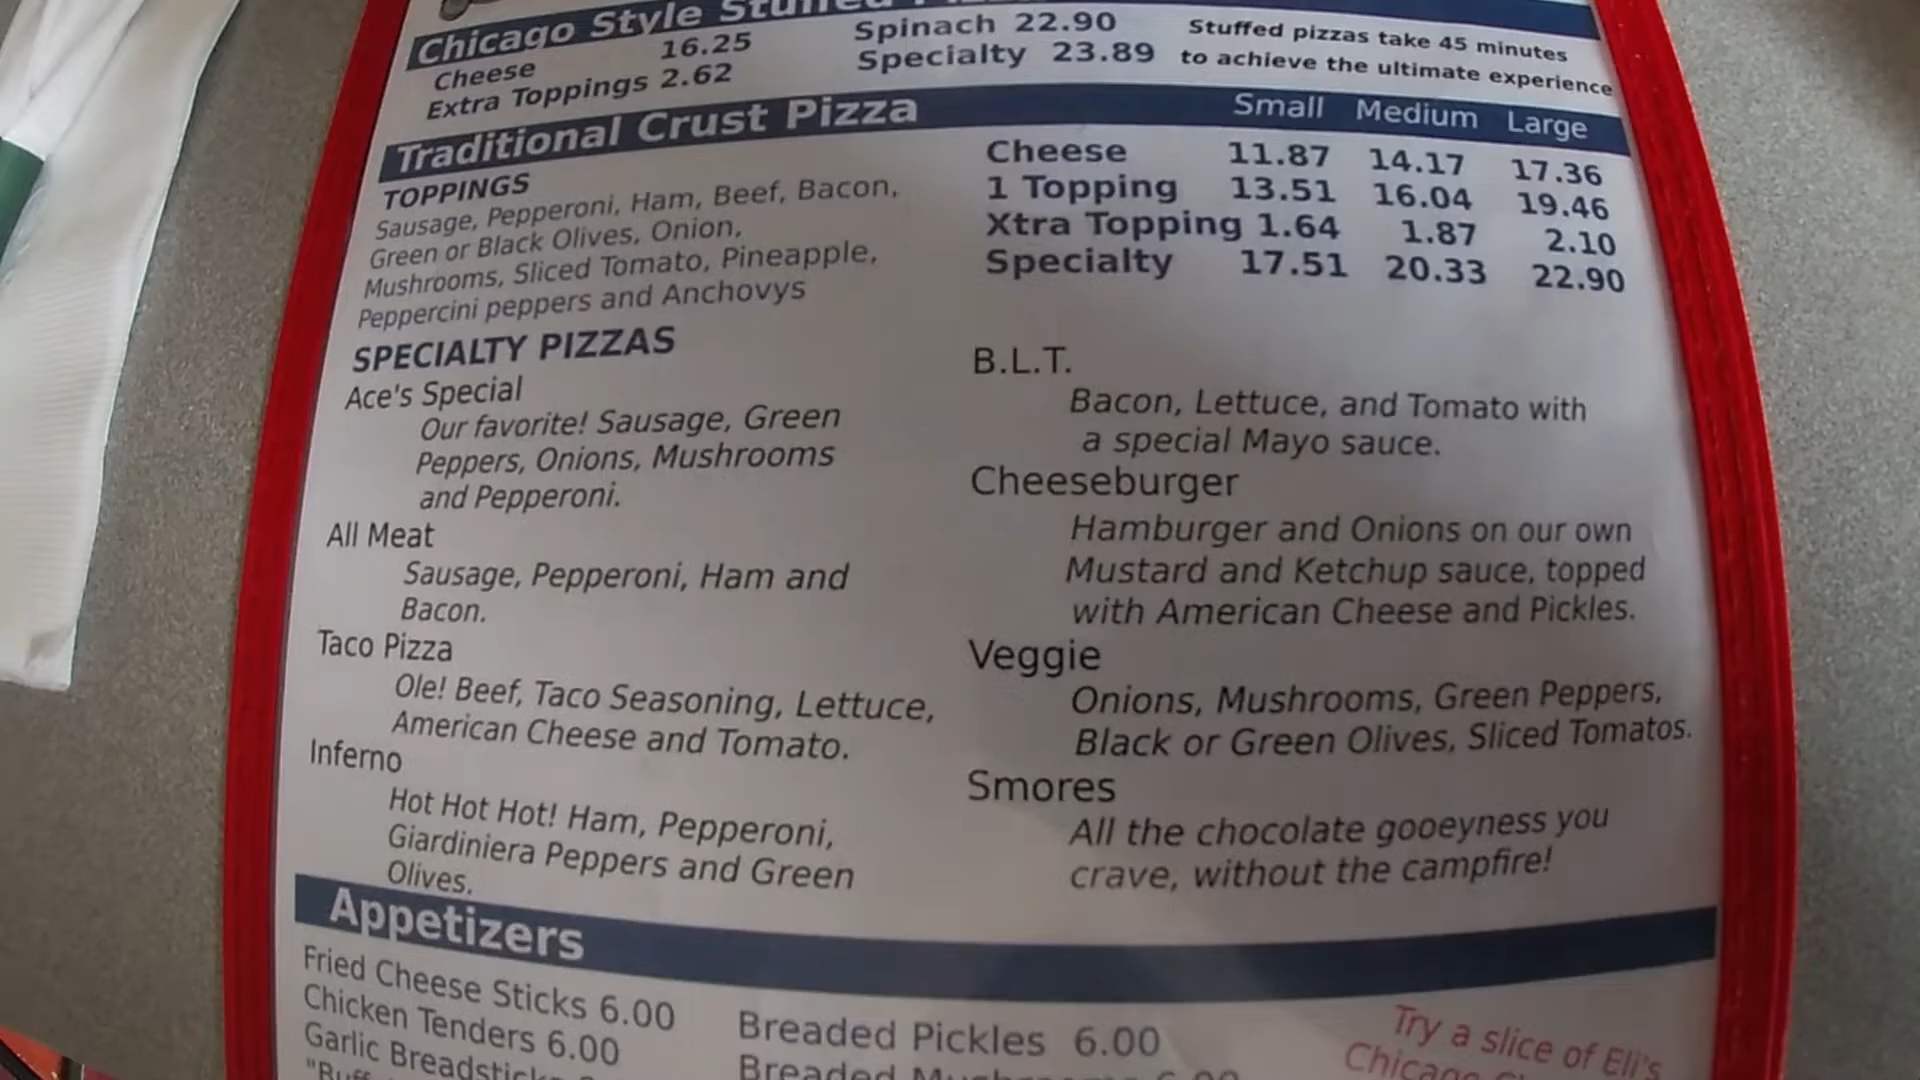 Chicago Style Stuffed
Cheese 16.25
Extra Toppings 2.62
Spinach 22.90
Specialty 23.89
Stuffed pizzas take 45 minutes
to achieve the ultimate experience
Traditional Crust Pizza Small Medium Large
TOPPINGS
Sausage, Pepperoni, Ham, Beef, Bacon,
Green or Black Olives, Onion,
Mushrooms, Sliced Tomato, Pineapple,
Peppercini peppers and Anchovys
Cheese 11.87 14.17 17.36
1 Topping 13.51 16.04 19.46
Xtra Topping 1.64 1.87 2.10
Specialty 17.51 20.33 22.90
SPECIALTY PIZZAS
Ace's Special
Our favorite! Sausage, Green
Peppers, Onions, Mushrooms
and Pepperoni.
All Meat
Sausage, Pepperoni, Ham and
Bacon.
Taco Pizza
Ole! Beef, Taco Seasoning, Lettuce,
American Cheese and Tomato.
Inferno
Hot Hot Hot! Ham, Pepperoni,
Giardiniera Peppers and Green
Olives.
B.L.T.
Bacon, Lettuce, and Tomato with
a special Mayo sauce.
Cheeseburger
Hamburger and Onions on our own
Mustard and Ketchup sauce, topped
with American Cheese and Pickles.
Veggie
Onions, Mushrooms, Green Peppers,
Black or Green Olives, Sliced Tomatos.
Smores
All the chocolate gooeyness you
crave, without the campfire!
Appetizers
Fried Cheese Sticks 6.00
Chicken Tenders 6.00
Garlic Breadstick
Breaded Pickles 6.00
Breaded
Try a slice of Eli's
Chicago